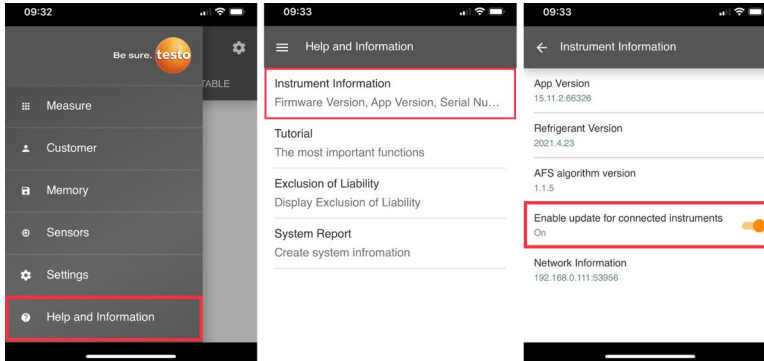 09:32
Be sure. testo
TABLE
Measure
Customer
Memory
Sensors
Settings
Help and Information
09:33
Help and Information
Instrument Information
Firmware Version, App Version, Serial Nu...
Tutorial
The most important functions
Exclusion of Liability
Display Exclusion of Liability
System Report
Create system infromation
09:33
Instrument Information
App Version
15.11.2.66326
Refrigerant Version
2021.4.23
AFS algorithm version
1.1.5
Enable update for connected instruments
On
Network Information
192.168.0.111:53956